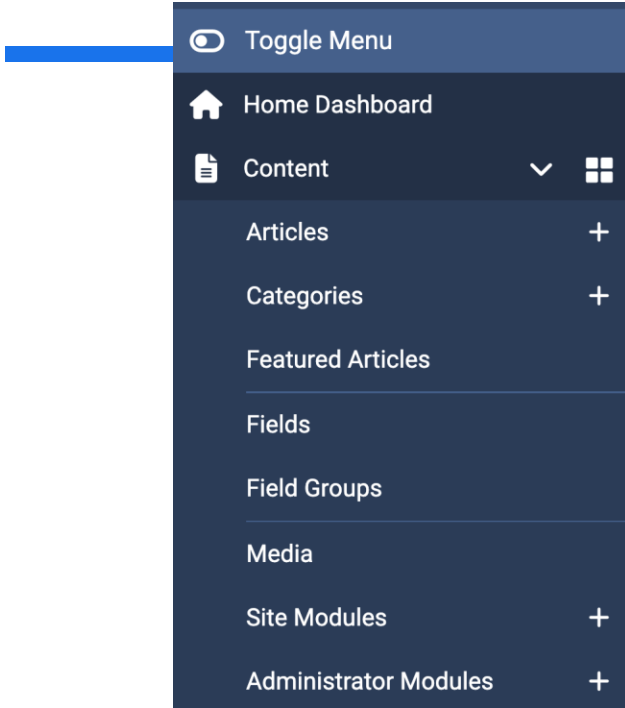 Toggle Menu
Home Dashboard
Content
Articles
Categories
Featured Articles
Fields
Field Groups
Media
Site Modules
Administrator Modules